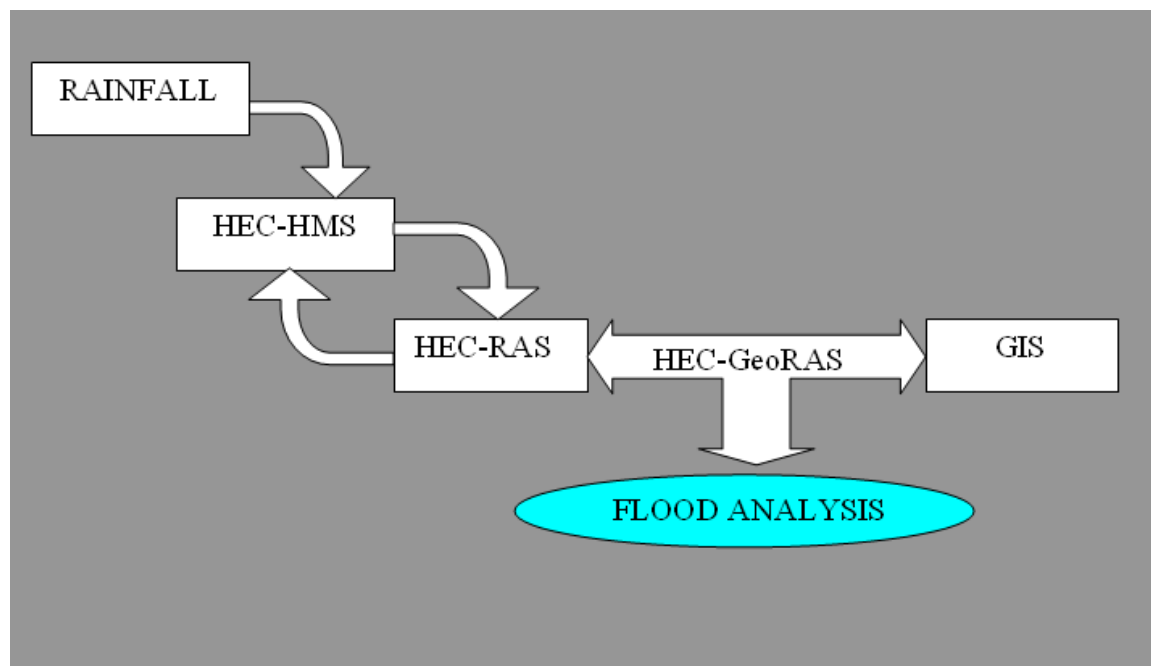 RAINFALL
HEC-HMS
HEC-RAS
HEC-GeoRAS
GIS
FLOOD ANALYSIS